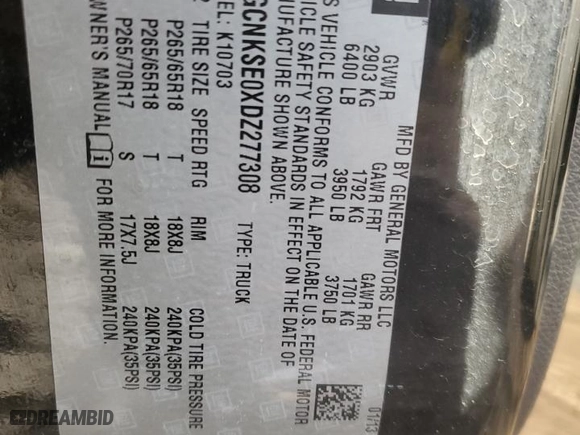 MFD BY GENERAL MOTORS LLC
01/13
GVWR GAWR FRT GAWR RR
2903 KG 1792 KG 1701 KG
6400 LB 3950 LB 3750 LB
VEHICLE CONFORMS TO ALL APPLICABLE U.S. FEDERAL MOTOR
VEHICLE SAFETY STANDARDS IN EFFECT ON THE DATE OF
MANUFACTURE SHOWN ABOVE.
GCNKSE0XDZ277308 TYPE: TRUCK
K10703
TIRE SIZE SPEED RTG RIM COLD TIRE PRESSURE
P265/65R18 T 18X8J 240KPA(35PSI)
P265/65R18 T 18X8J 240KPA(35PSI)
P265/70R17 S 17X7.5J 240KPA(35PSI)
OWNER'S MANUAL FOR MORE INFORMATION
DREAMBID